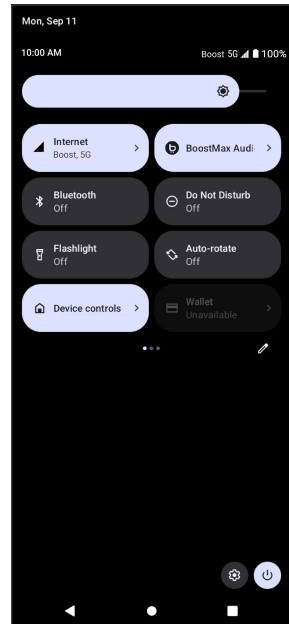 Mon, Sep 11
10:00 AM
Boost 5G 100%
Internet
Boost, 5G
BoostMax Audi
Bluetooth
Off
Do Not Disturb
Off
Flashlight
Off
Auto-rotate
Off
Device controls
Wallet
Unavailable